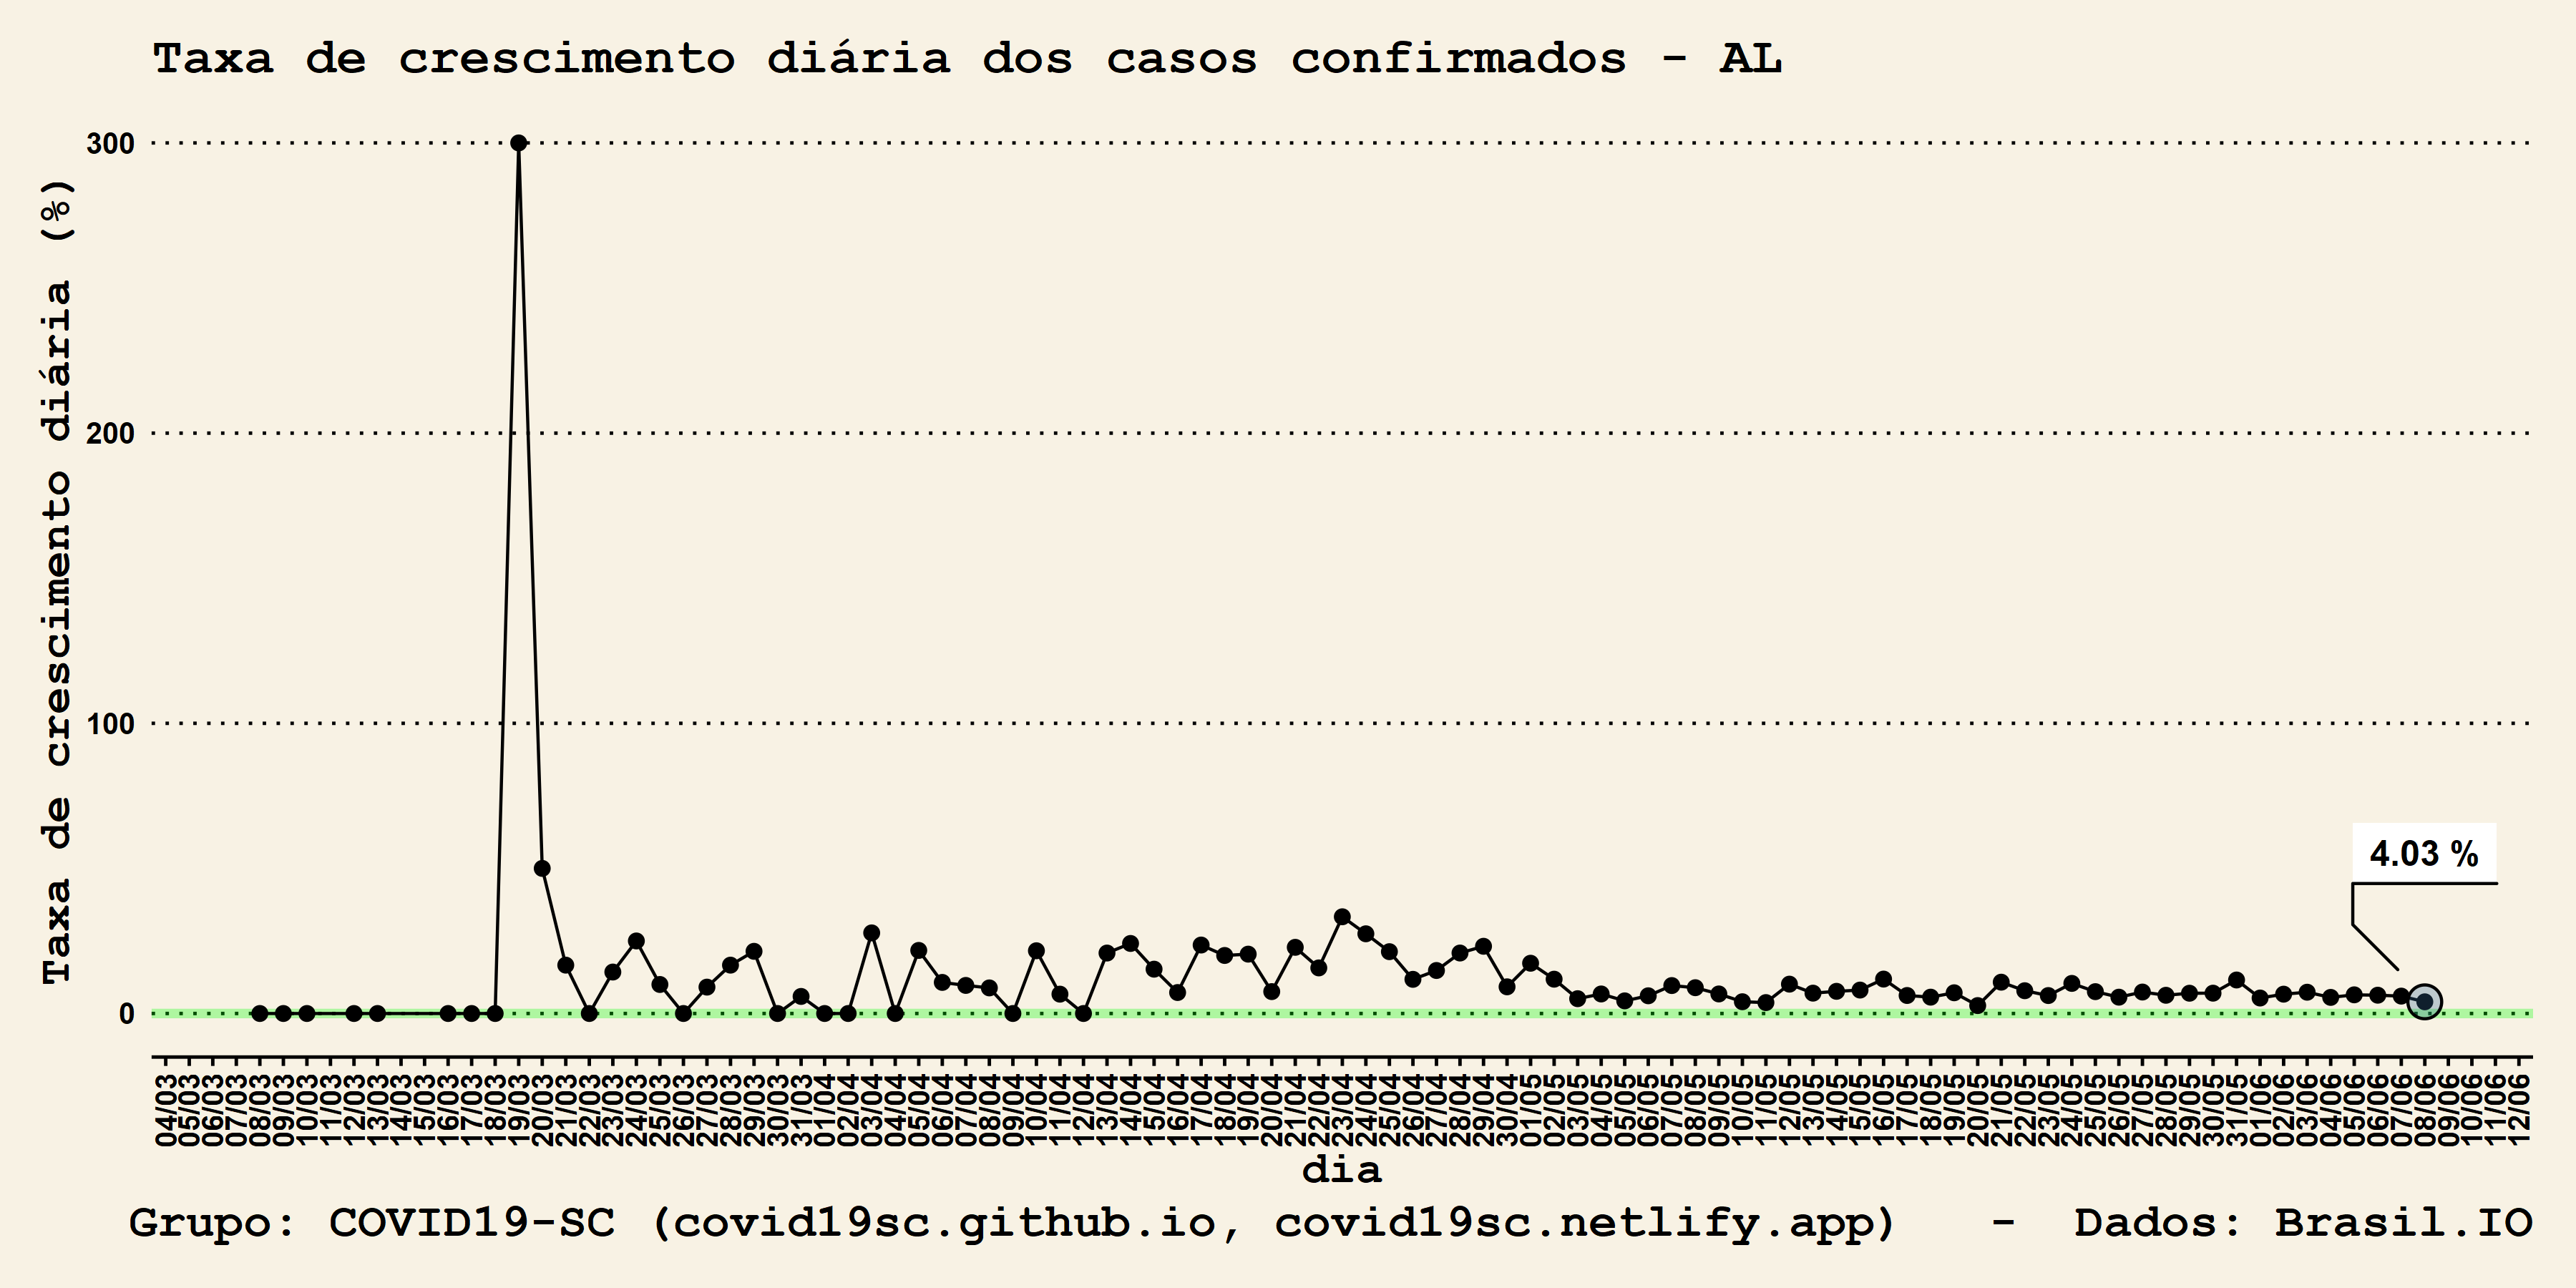 Taxa de crescimento diária dos casos confirmados - AL
Taxa de crescimento diária (%)
300
200
100
0
4.03 %
04/03 05/03 06/03 07/03 08/03 09/03 10/03 11/03 12/03 13/03 14/03 15/03 16/03 17/03 18/03 19/03 20/03 21/03 22/03 23/03 24/03 25/03 26/03 27/03 28/03 29/03 30/03 31/03 01/04 02/04 03/04 04/04 05/04 06/04 07/04 08/04 09/04 10/04 11/04 12/04 13/04 14/04 15/04 16/04 17/04 18/04 19/04 20/04 21/04 22/04 23/04 24/04 25/04 26/04 27/04 28/04 29/04 30/04 01/05 02/05 03/05 04/05 05/05 06/05 07/05 08/05 09/05 10/05 11/05 12/05 13/05 14/05 15/05 16/05 17/05 18/05 19/05 20/05 21/05 22/05 23/05 24/05 25/05 26/05 27/05 28/05 29/05 30/05 31/05 01/06 02/06 03/06 04/06 05/06 06/06 07/06 08/06 09/06 10/06 11/06 12/06
dia
Grupo: COVID19-SC (covid19sc.github.io, covid19sc.netlify.app) - Dados: Brasil.IO